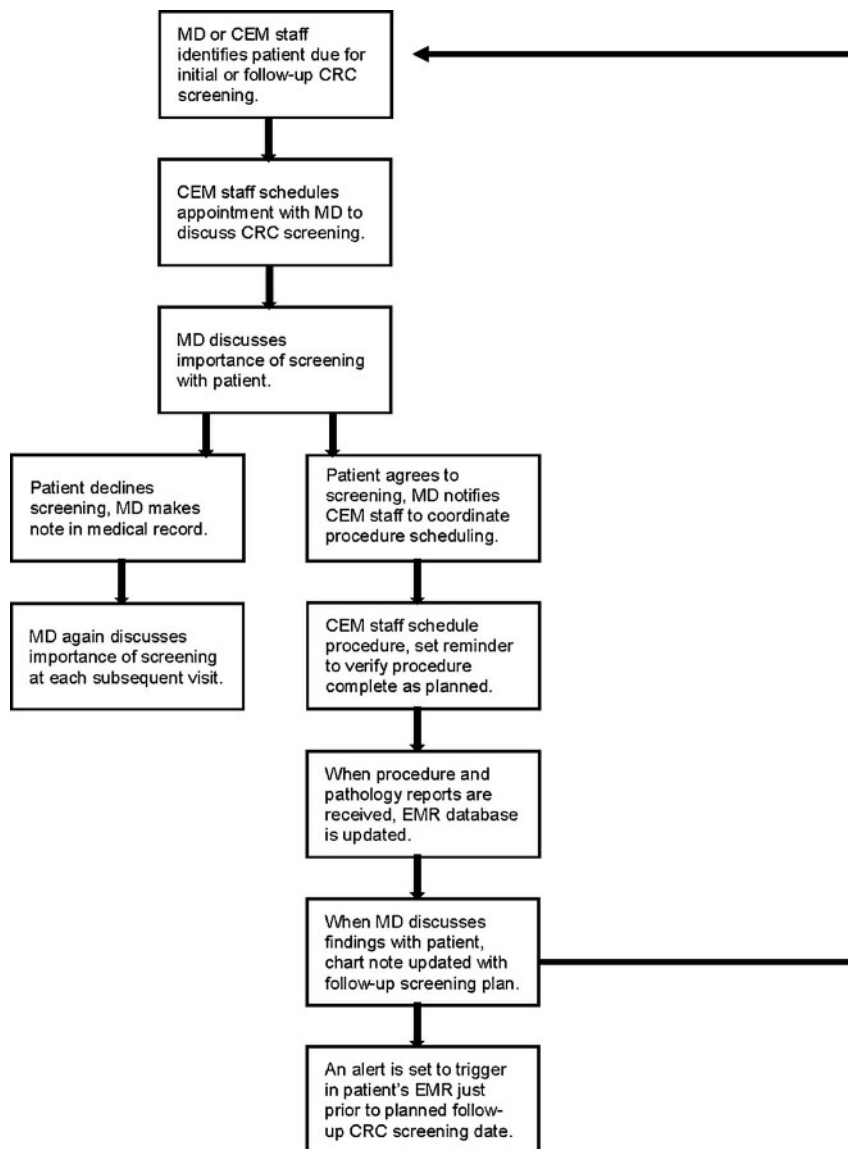 MD or CEM staff
identifies patient due for
initial or follow-up CRC
screening.
CEM staff schedules
appointment with MD to
discuss CRC screening.
MD discusses
importance of screening
with patient.
Patient declines
screening, MD makes
note in medical record.
Patient agrees to
screening, MD notifies
CEM staff to coordinate
procedure scheduling.
MD again discusses
importance of screening
at each subsequent visit.
CEM staff schedule
procedure, set reminder
to verify procedure
complete as planned.
When procedure and
pathology reports are
received, EMR database
is updated.
When MD discusses
findings with patient,
chart note updated with
follow-up screening plan.
An alert is set to trigger
in patient's EMR just
prior to planned follow-
up CRC screening date.